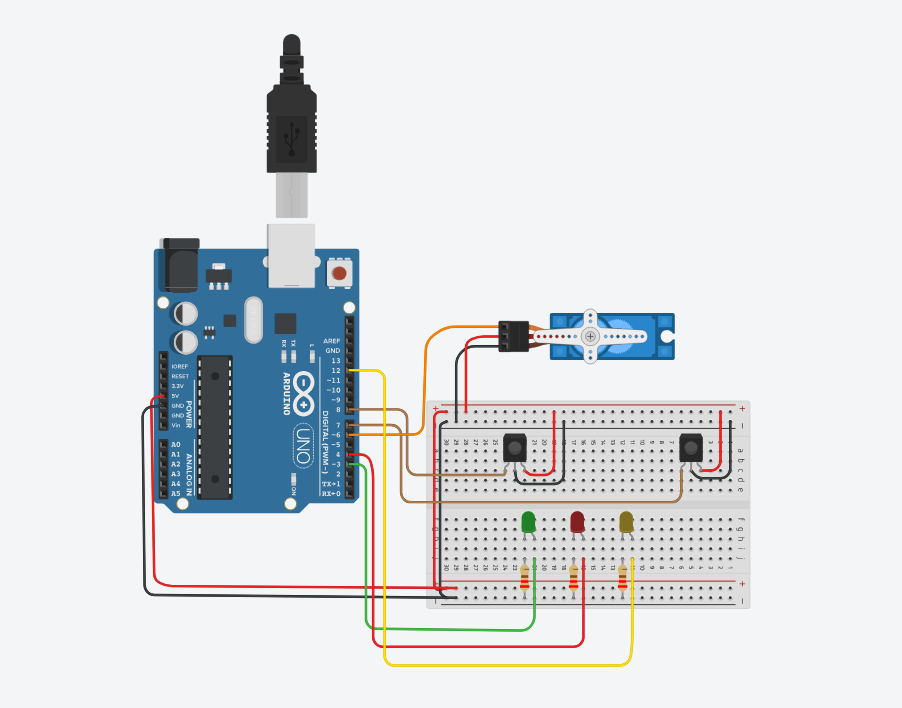 AREF
GND
IOREF
RESET
3.3V
5V
GND
GND
Vin
POWER
A0
A1
A2
A3
A4
A5
ANALOG IN
RX
TX
L
ARDUINO
UNO
ON
13
12
~11
~10
~9
8
7
~6
~5
4
~3
2
TX→1
RX←0
DIGITAL (PWM~)
+
+
-
a
b
c
d
e
f
g
h
i
j
+
-